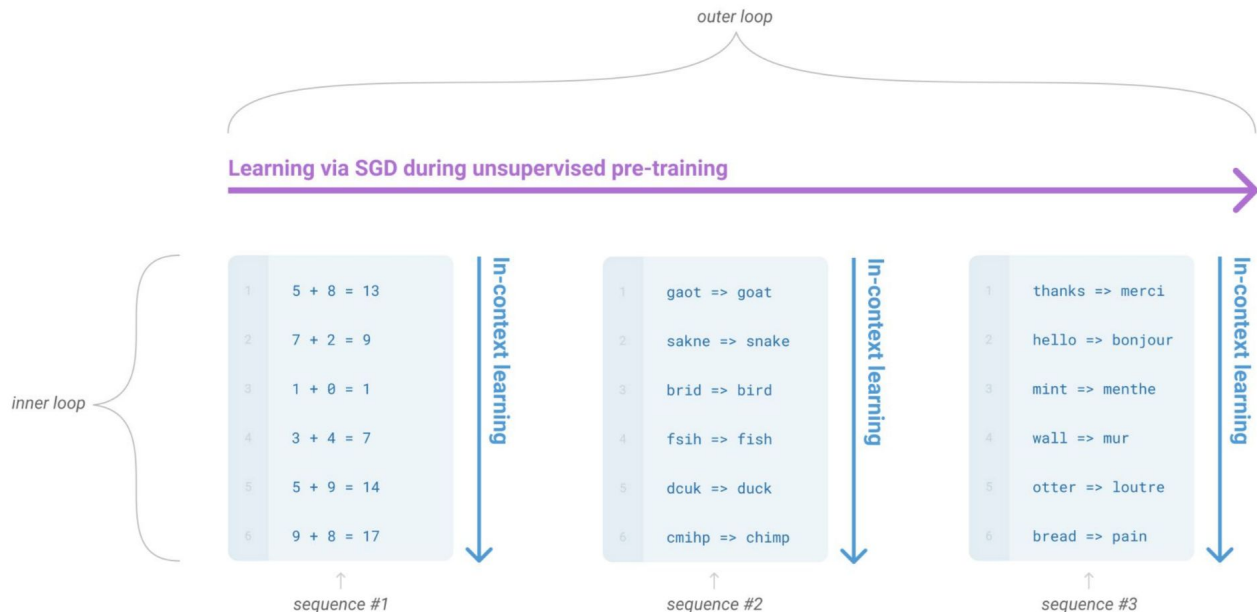 outer loop
Learning via SGD during unsupervised pre-training
inner loop
1 5 + 8 = 13
2 7 + 2 = 9
3 1 + 0 = 1
4 3 + 4 = 7
5 5 + 9 = 14
6 9 + 8 = 17
In-context learning
sequence #1
1 gaot => goat
2 sakne => snake
3 brid => bird
4 fsih => fish
5 dcuk => duck
6 cmihp => chimp
In-context learning
sequence #2
1 thanks => merci
2 hello => bonjour
3 mint => menthe
4 wall => mur
5 otter => loutre
6 bread => pain
In-context learning
sequence #3